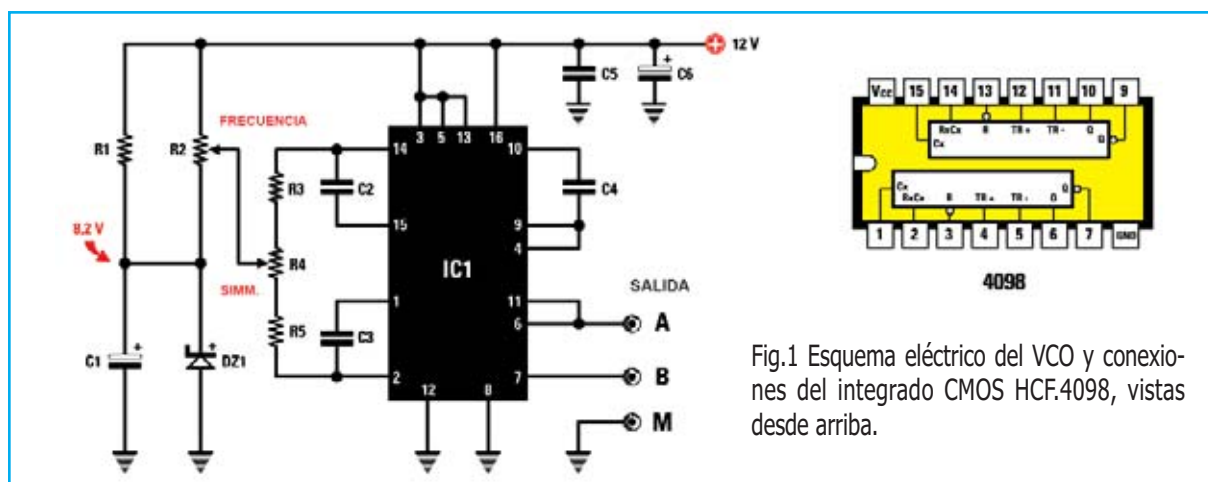 12 V
C5
C6
FRECUENCIA
R1
R2
3
5
13
16
14
10
R3
C2
C4
15
9
4
8,2 V
R4
IC1
SIMM.
SALIDA
1
11
A
R5
C3
6
C1
DZ1
2
7
B
12
8
M
Vcc 15 14 13 12 11 10 9
RxCx R TR+ TR- Q
Cx Q
Cx Q
RxCx R TR+ TR- Q
1 2 3 4 5 6 7 GND
4098
Fig.1 Esquema eléctrico del VCO y conexio-
nes del integrado CMOS HCF.4098, vistas
desde arriba.